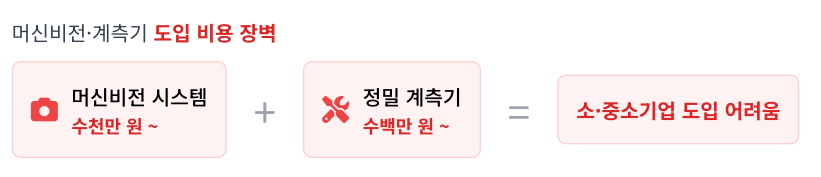 머신비전·계측기 도입 비용 장벽
머신비전 시스템
수천만 원 ~
+
정밀 계측기
수백만 원 ~
=
소·중소기업 도입 어려움